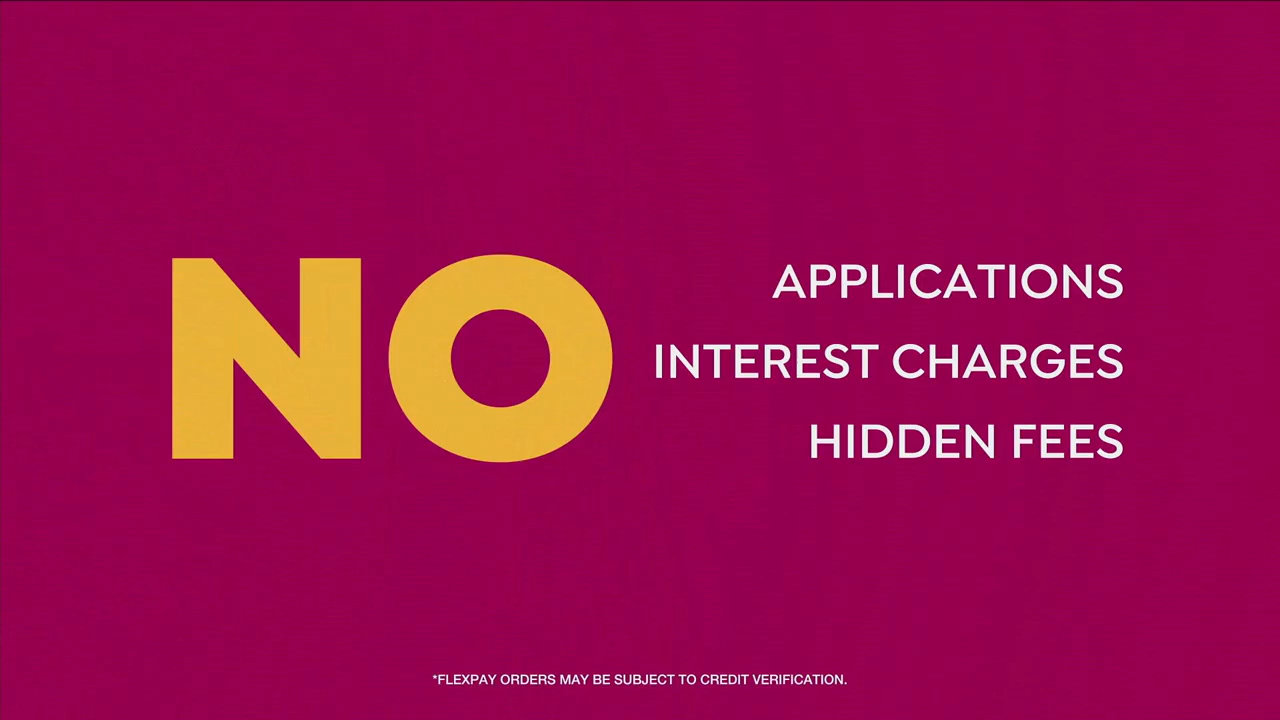 NO
APPLICATIONS
INTEREST CHARGES
HIDDEN FEES
*FLEXPAY ORDERS MAY BE SUBJECT TO CREDIT VERIFICATION.